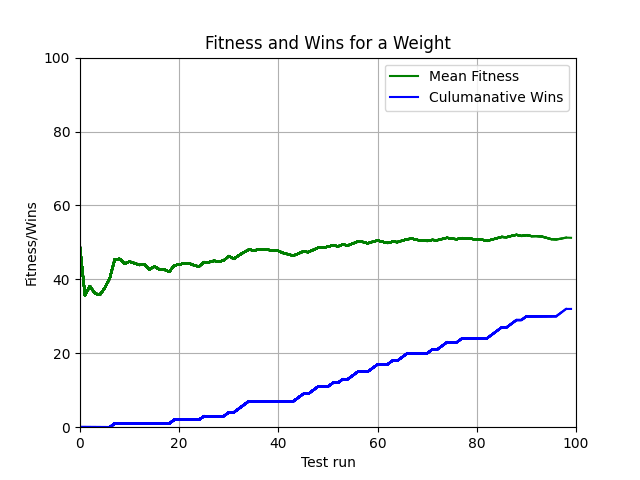 Fitness and Wins for a Weight
100
80
60
40
20
0
Fitness/Wins
Mean Fitness
Culumanative Wins
0 20 40 60 80 100
Test run